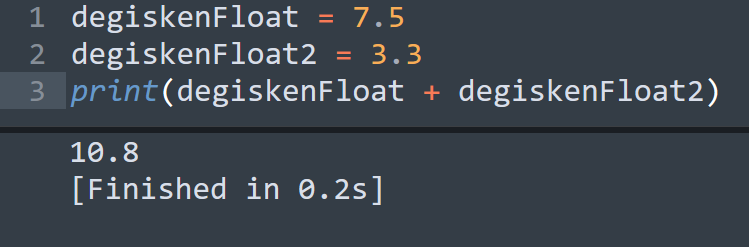 1 degiskenFloat = 7.5
2 degiskenFloat2 = 3.3
3 print(degiskenFloat + degiskenFloat2)
10.8
[Finished in 0.2s]